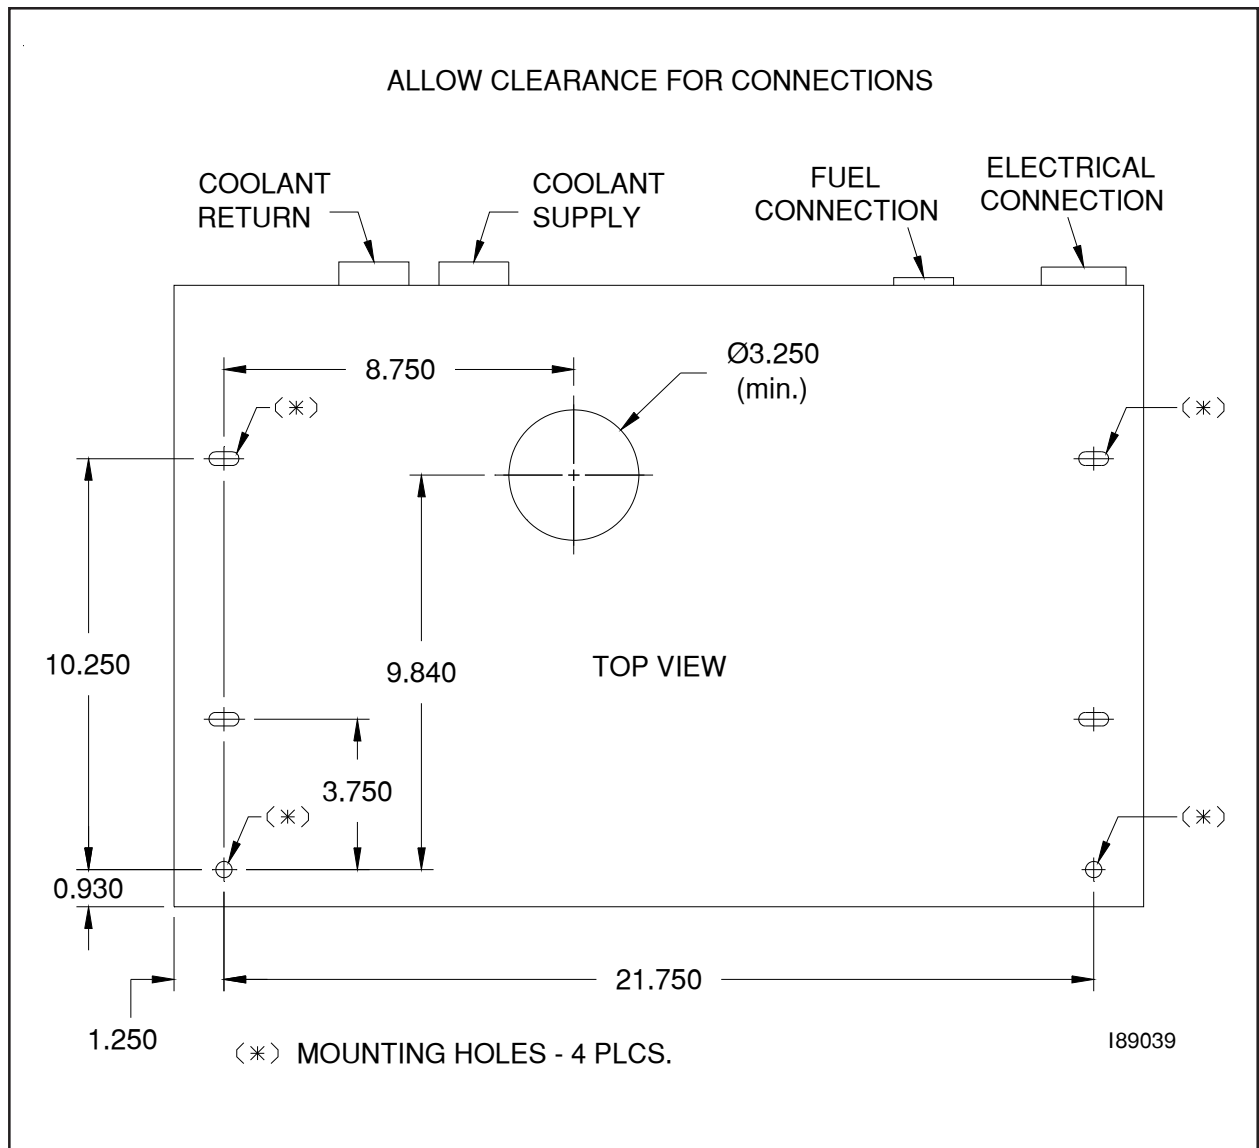 ALLOW CLEARANCE FOR CONNECTIONS
COOLANT
RETURN
COOLANT
SUPPLY
FUEL
CONNECTION
ELECTRICAL
CONNECTION
8.750
Ø3.250
(min.)
(*)
(*)
10.250
9.840
TOP VIEW
3.750
(*)
(*)
0.930
21.750
1.250
(*) MOUNTING HOLES - 4 PLCS.
I89039